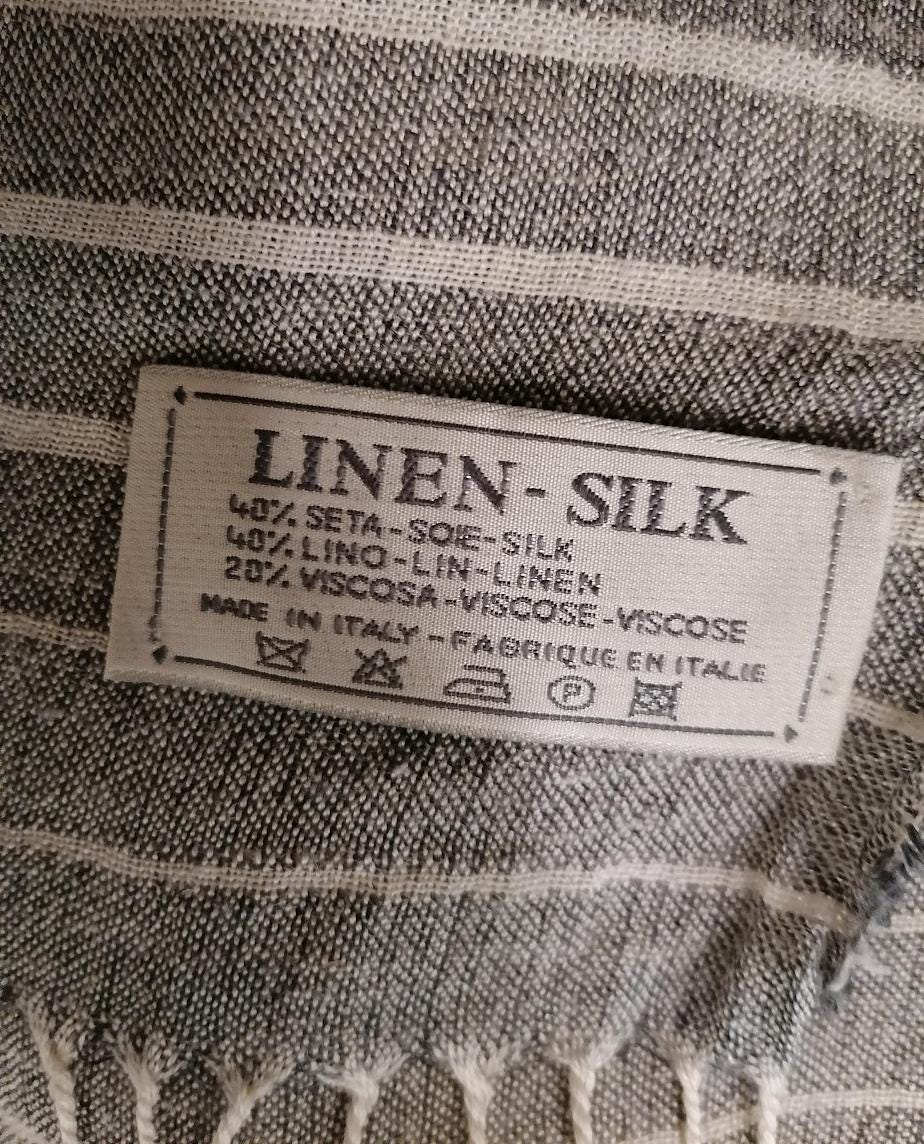 LINEN - SILK
40% SETA - SOIE - SILK
40% LINO - LIN - LINEN
20% VISCOSA - VISCOSE - VISCOSE
MADE IN ITALY - FABRIQUE EN ITALIE
P